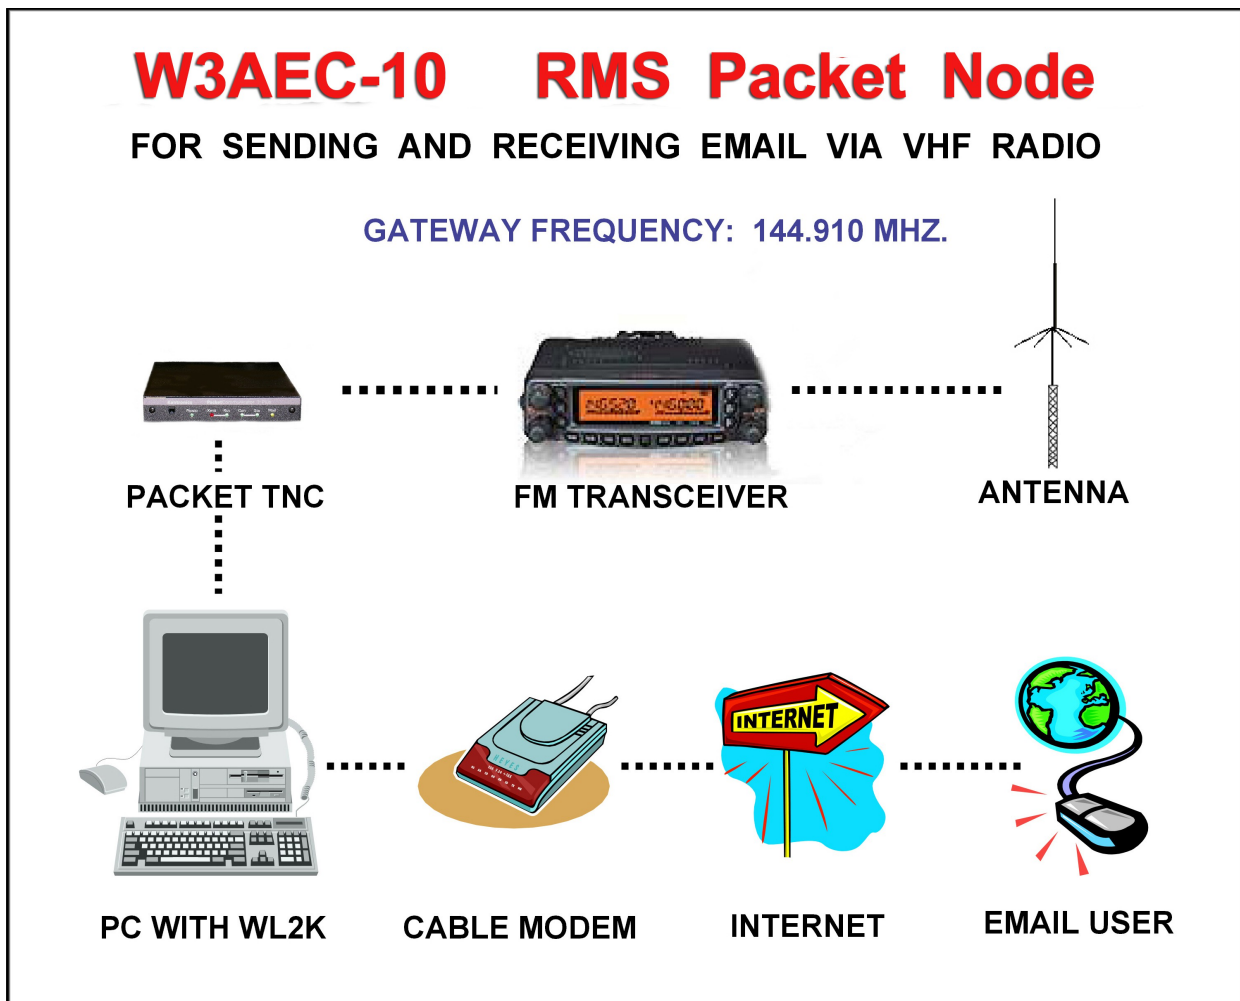 W3AEC-10 RMS Packet Node
FOR SENDING AND RECEIVING EMAIL VIA VHF RADIO
GATEWAY FREQUENCY: 144.910 MHZ.
PACKET TNC
FM TRANSCEIVER
ANTENNA
INTERNET
PC WITH WL2K
CABLE MODEM
INTERNET
EMAIL USER